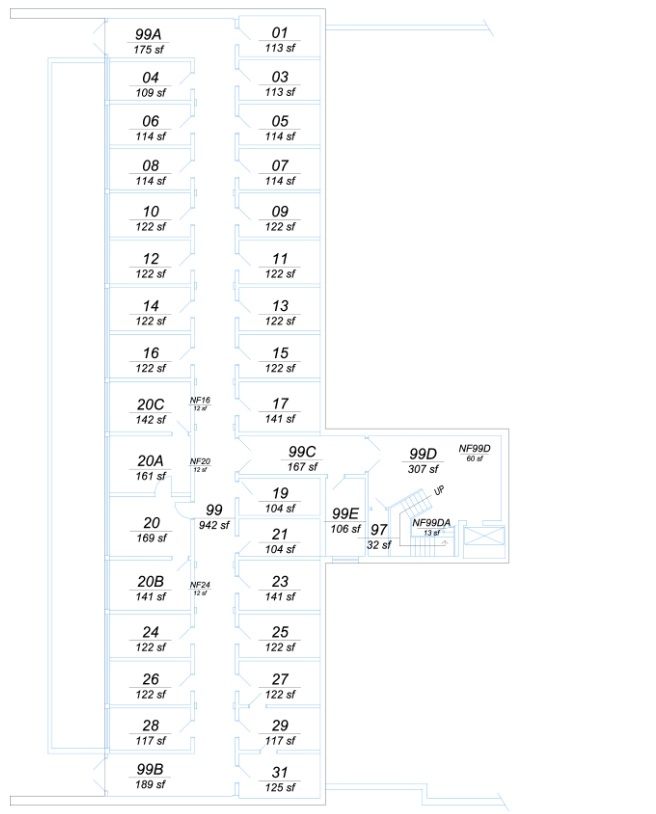 99A
175 sf
01
113 sf
04
109 sf
03
113 sf
06
114 sf
05
114 sf
08
114 sf
07
114 sf
10
122 sf
09
122 sf
12
122 sf
11
122 sf
14
122 sf
13
122 sf
16
122 sf
15
122 sf
20C
142 sf
NF16
12 sf
17
141 sf
20A
161 sf
NF20
12 sf
99C
167 sf
99D
307 sf
NF99D
60 sf
19
104 sf
UP
20
169 sf
99
942 sf
21
104 sf
99E
106 sf
97
32 sf
NF99DA
13 sf
20B
141 sf
NF24
12 sf
23
141 sf
24
122 sf
25
122 sf
26
122 sf
27
122 sf
28
117 sf
29
117 sf
99B
189 sf
31
125 sf